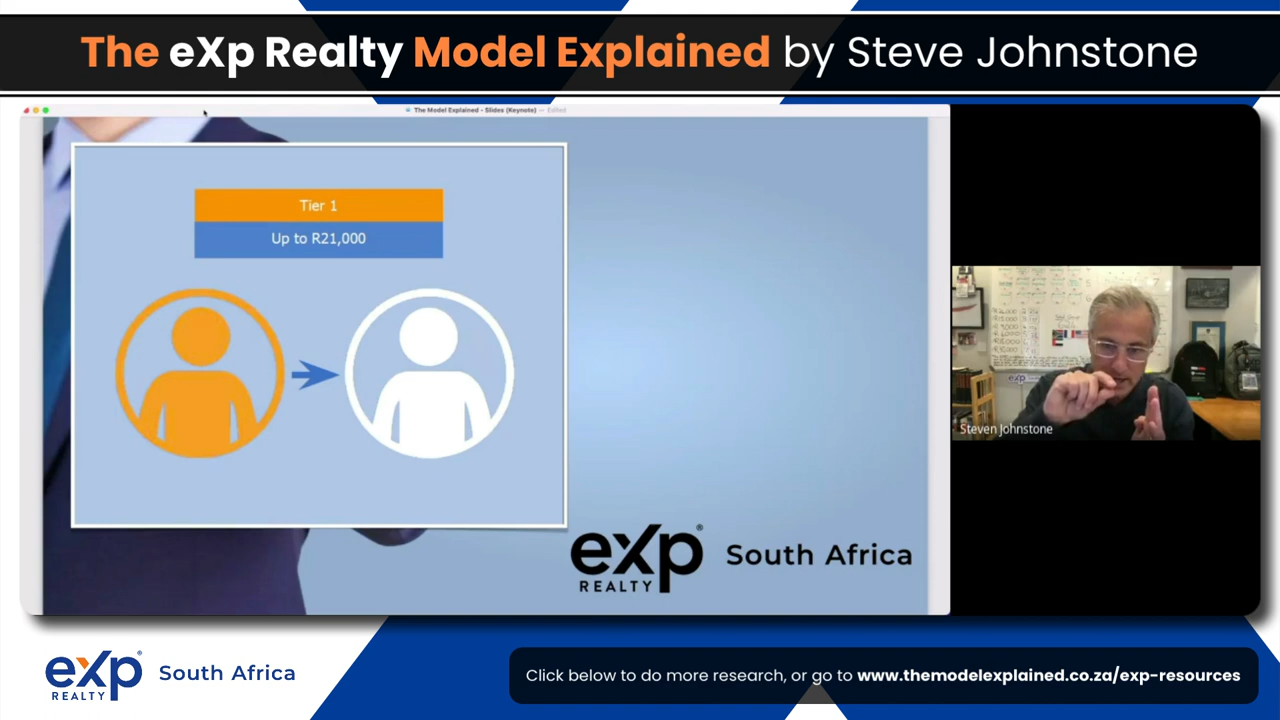 The eXp Realty Model Explained by Steve Johnstone
The Model Explained - Slides (Keynote) — Edited
Tier 1
Up to R21,000
Steven Johnstone
eXp
REALTY
®
South Africa
eXp
REALTY
®
South Africa
Click below to do more research, or go to www.themodelexplained.co.za/exp-resources